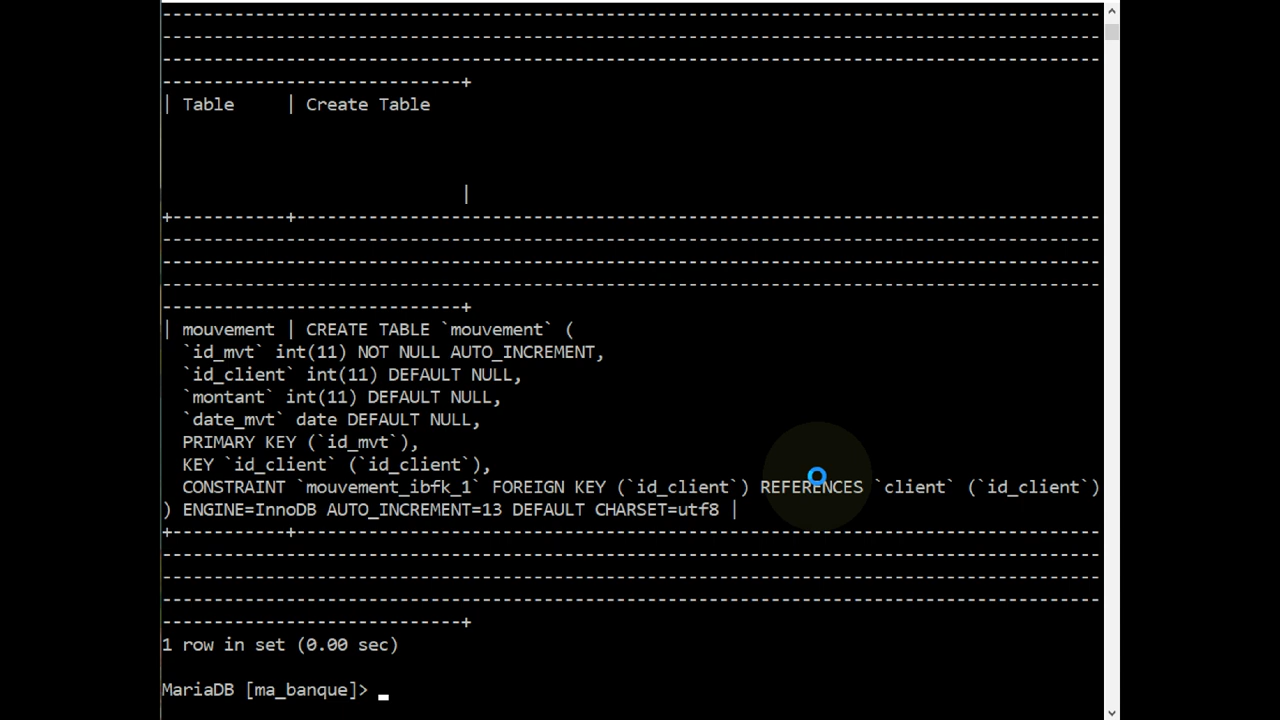 ------------------------------------------------------------------------------------------
------------------------------------------------------------------------------------------
------------------------------------------------------------------------------------------
-----------------------------+
| Table     | Create Table
|
+-----------+------------------------------------------------------------------------------
------------------------------------------------------------------------------------------
------------------------------------------------------------------------------------------
------------------------------------------------------------------------------------------
-----------------------------+
| mouvement | CREATE TABLE `mouvement` (
  `id_mvt` int(11) NOT NULL AUTO_INCREMENT,
  `id_client` int(11) DEFAULT NULL,
  `montant` int(11) DEFAULT NULL,
  `date_mvt` date DEFAULT NULL,
  PRIMARY KEY (`id_mvt`),
  KEY `id_client` (`id_client`),
  CONSTRAINT `mouvement_ibfk_1` FOREIGN KEY (`id_client`) REFERENCES `client` (`id_client`)
) ENGINE=InnoDB AUTO_INCREMENT=13 DEFAULT CHARSET=utf8 |
+-----------+------------------------------------------------------------------------------
------------------------------------------------------------------------------------------
------------------------------------------------------------------------------------------
------------------------------------------------------------------------------------------
-----------------------------+
1 row in set (0.00 sec)
MariaDB [ma_banque]>